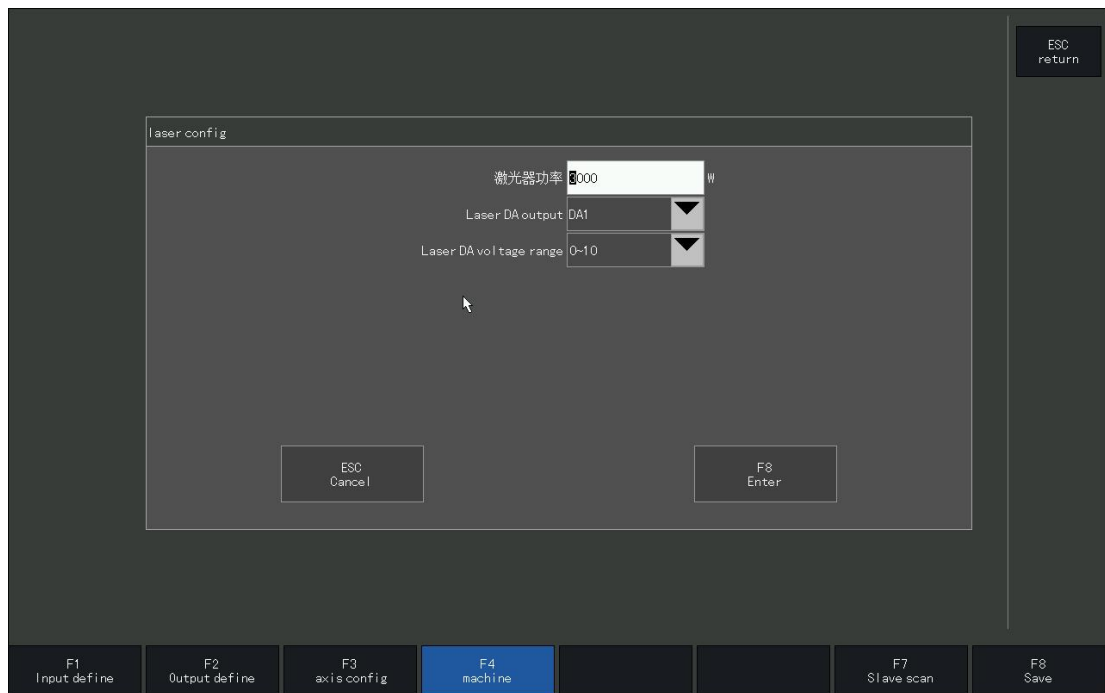 ESC
return
laser config
激光器功率 3000 W
Laser DA output DA1
Laser DA voltage range 0~10
ESC
Cancel
F8
Enter
F1
Input define
F2
Output define
F3
axis config
F4
machine
F7
Slave scan
F8
Save